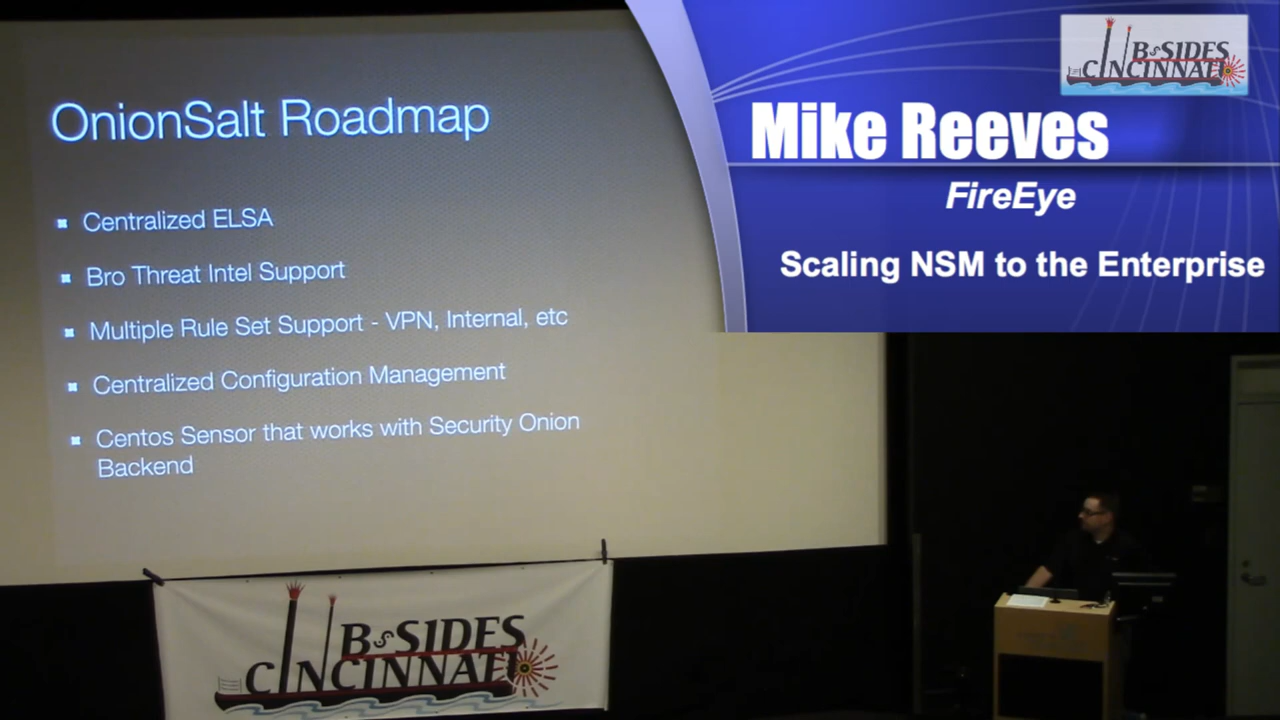 OnionSalt Roadmap
Centralized ELSA
Bro Threat Intel Support
Multiple Rule Set Support - VPN, Internal, etc
Centralized Configuration Management
Centos Sensor that works with Security Onion
Backend
B-SIDES
CINCINNATI
Mike Reeves
FireEye
Scaling NSM to the Enterprise
B-SIDES
CINCINNATI